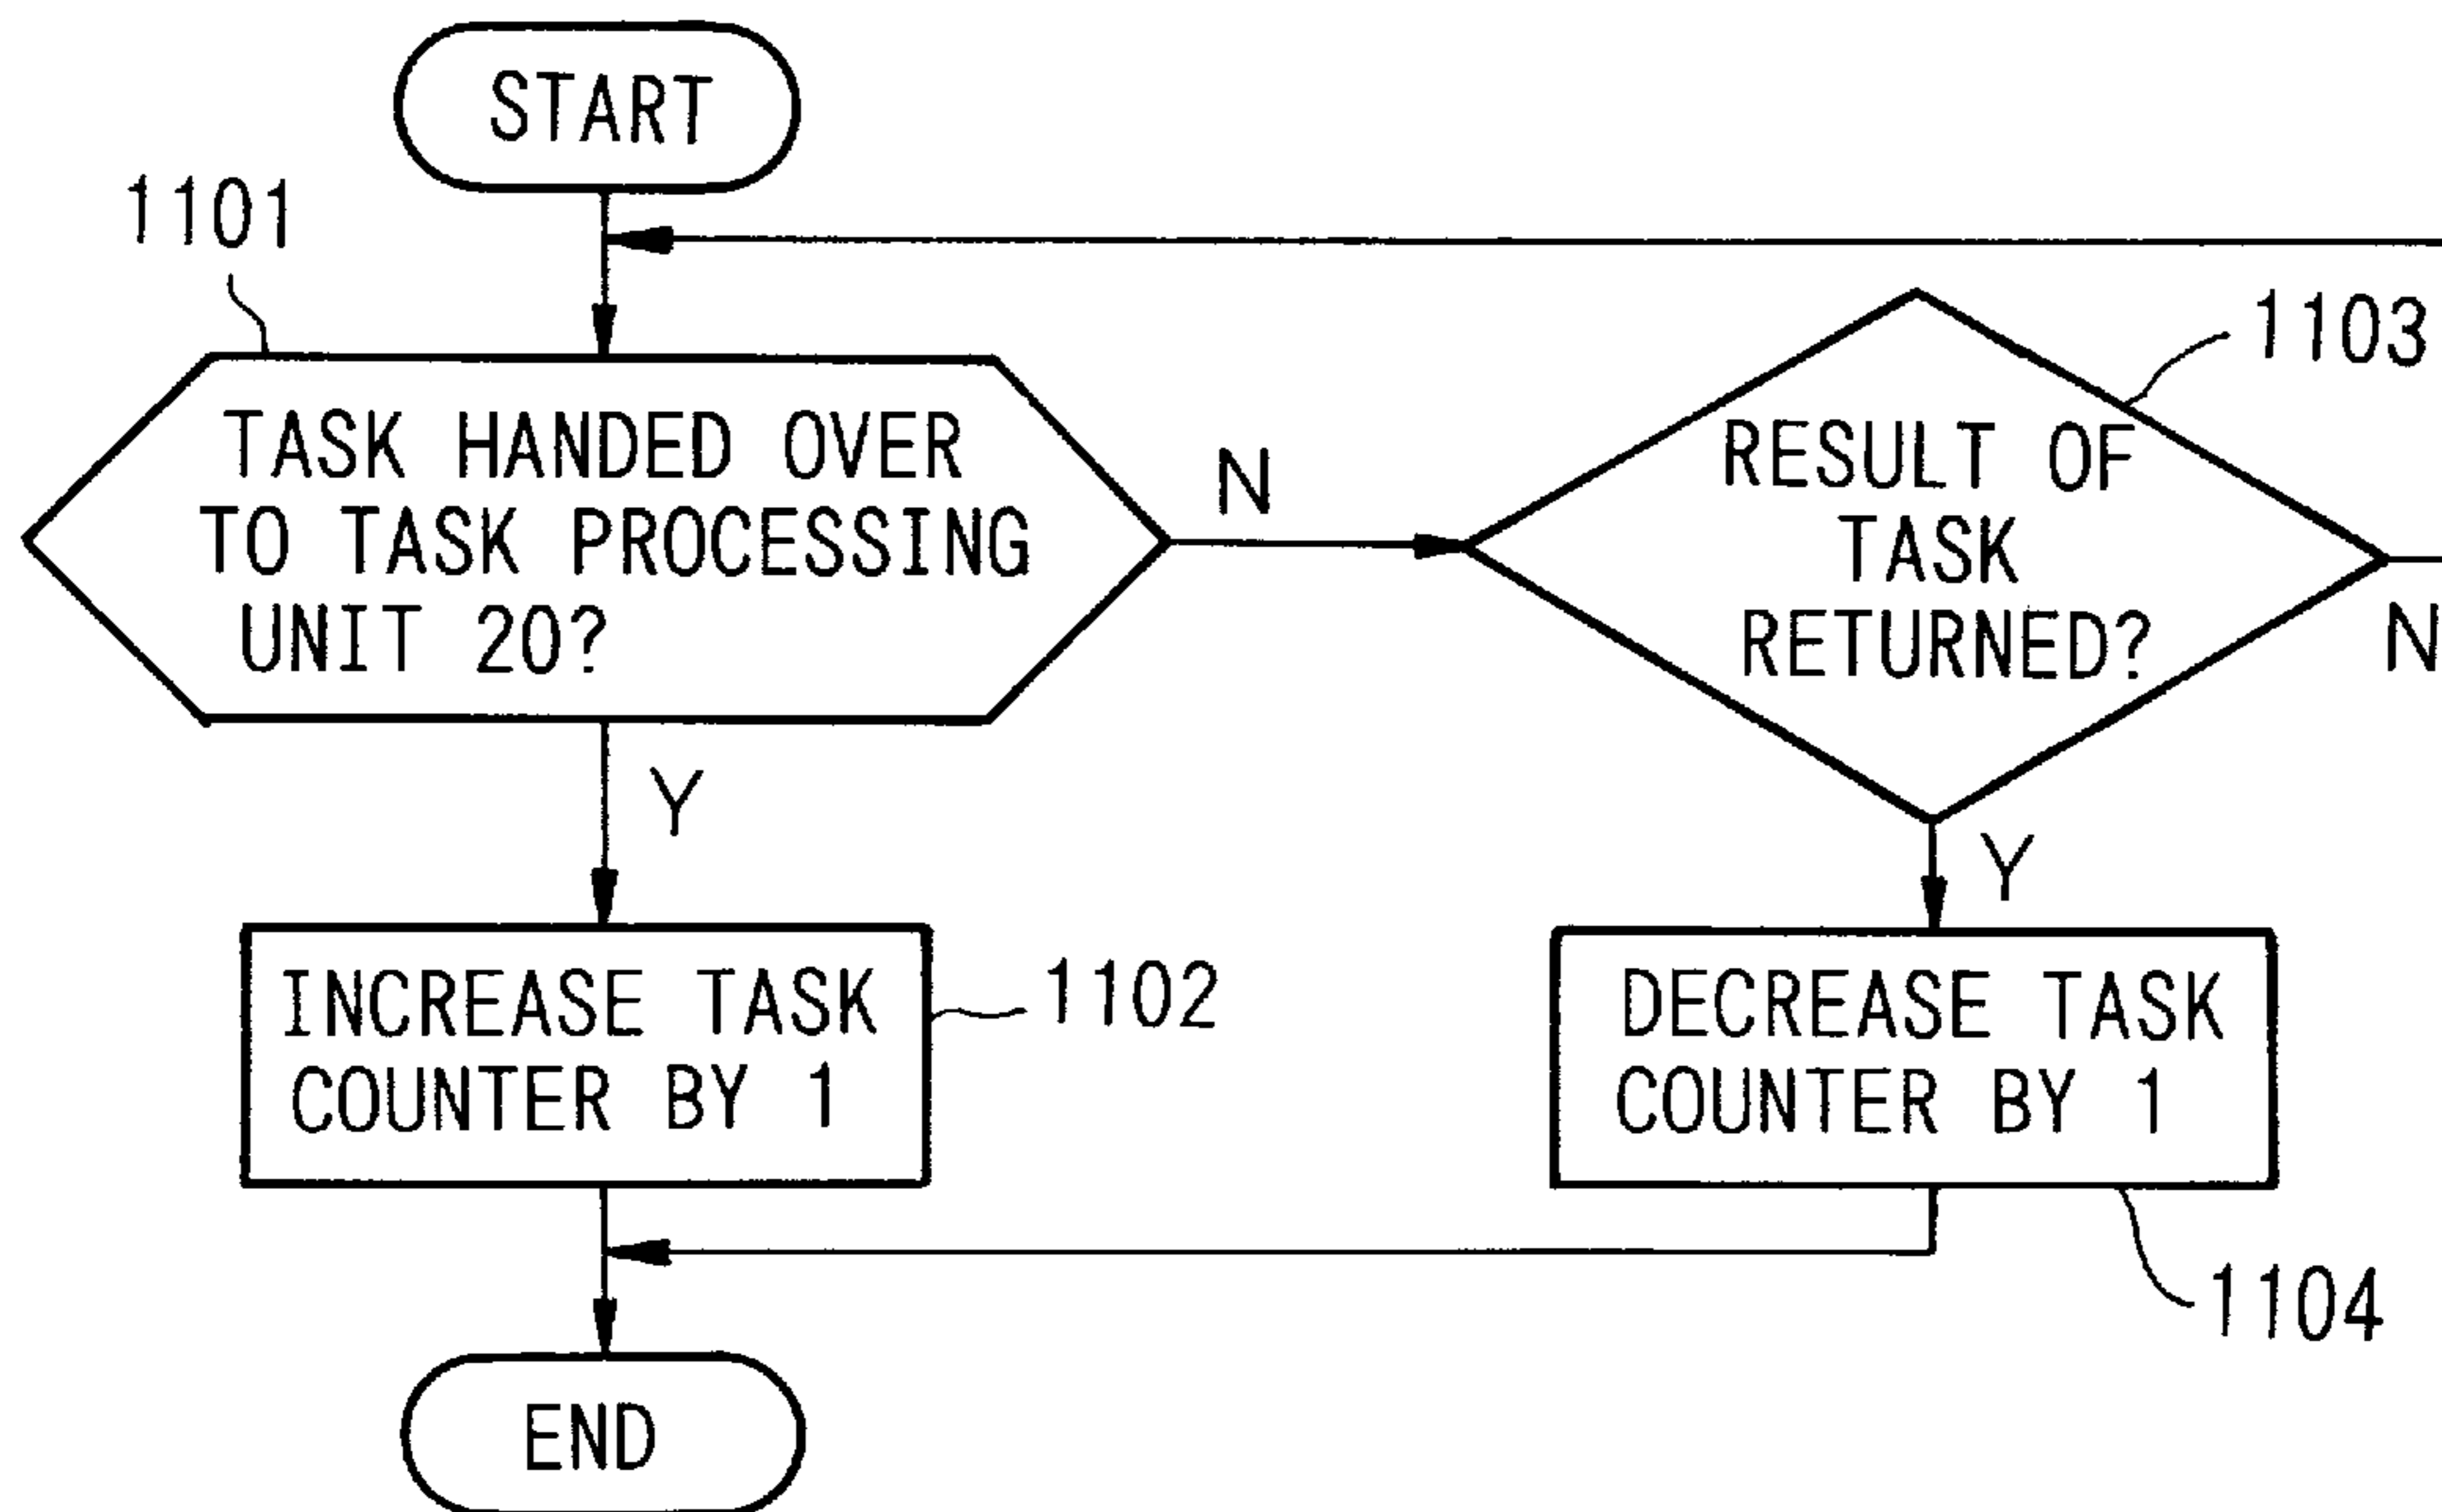 START
1101
1103
TASK HANDED OVER
TO TASK PROCESSING
UNIT 20?
N
RESULT OF
TASK
RETURNED?
N
Y
Y
INCREASE TASK
COUNTER BY 1
1102
DECREASE TASK
COUNTER BY 1
1104
END